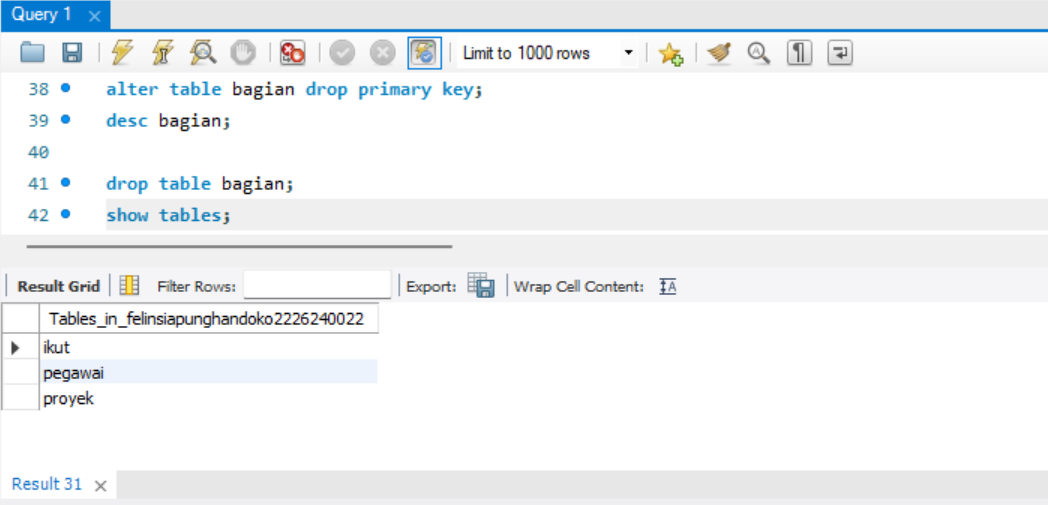 Query 1
Limit to 1000 rows
38 alter table bagian drop primary key;
39 desc bagian;
40
41 drop table bagian;
42 show tables;
Result Grid Filter Rows: Export: Wrap Cell Content: IA
Tables_in_felinsiapunghandoko2226240022
ikut
pegawai
proyek
Result 31